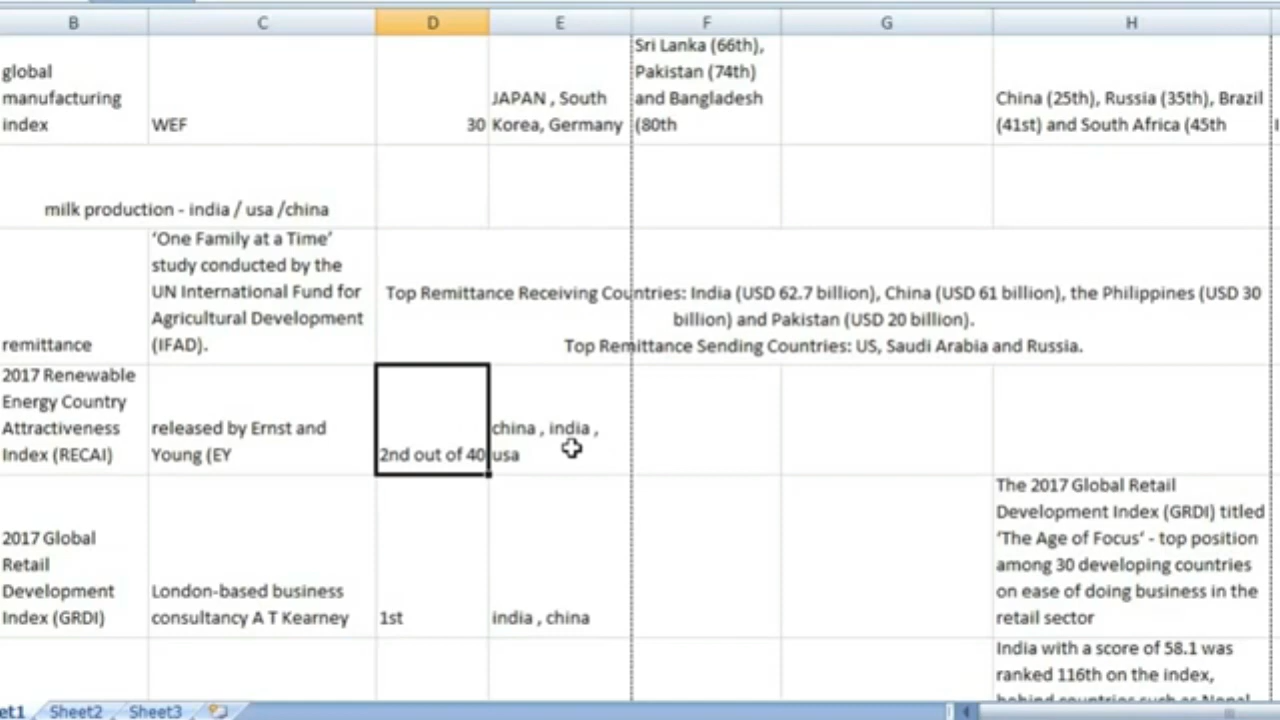 B C D E F G H
global
manufacturing
index
WEF
30
JAPAN , South
Korea, Germany
Sri Lanka (66th),
Pakistan (74th)
and Bangladesh
(80th
China (25th), Russia (35th), Brazil
(41st) and South Africa (45th
milk production - india / usa /china
remittance
‘One Family at a Time’
study conducted by the
UN International Fund for
Agricultural Development
(IFAD).
Top Remittance Receiving Countries: India (USD 62.7 billion), China (USD 61 billion), the Philippines (USD 30
billion) and Pakistan (USD 20 billion).
Top Remittance Sending Countries: US, Saudi Arabia and Russia.
2017 Renewable
Energy Country
Attractiveness
Index (RECAI)
released by Ernst and
Young (EY
2nd out of 40
china , india ,
usa
2017 Global
Retail
Development
Index (GRDI)
London-based business
consultancy A T Kearney
1st
india , china
The 2017 Global Retail
Development Index (GRDI) titled
‘The Age of Focus’ - top position
among 30 developing countries
on ease of doing business in the
retail sector
India with a score of 58.1 was
ranked 116th on the index,
behind countries such as Nepal
et1 Sheet2 Sheet3